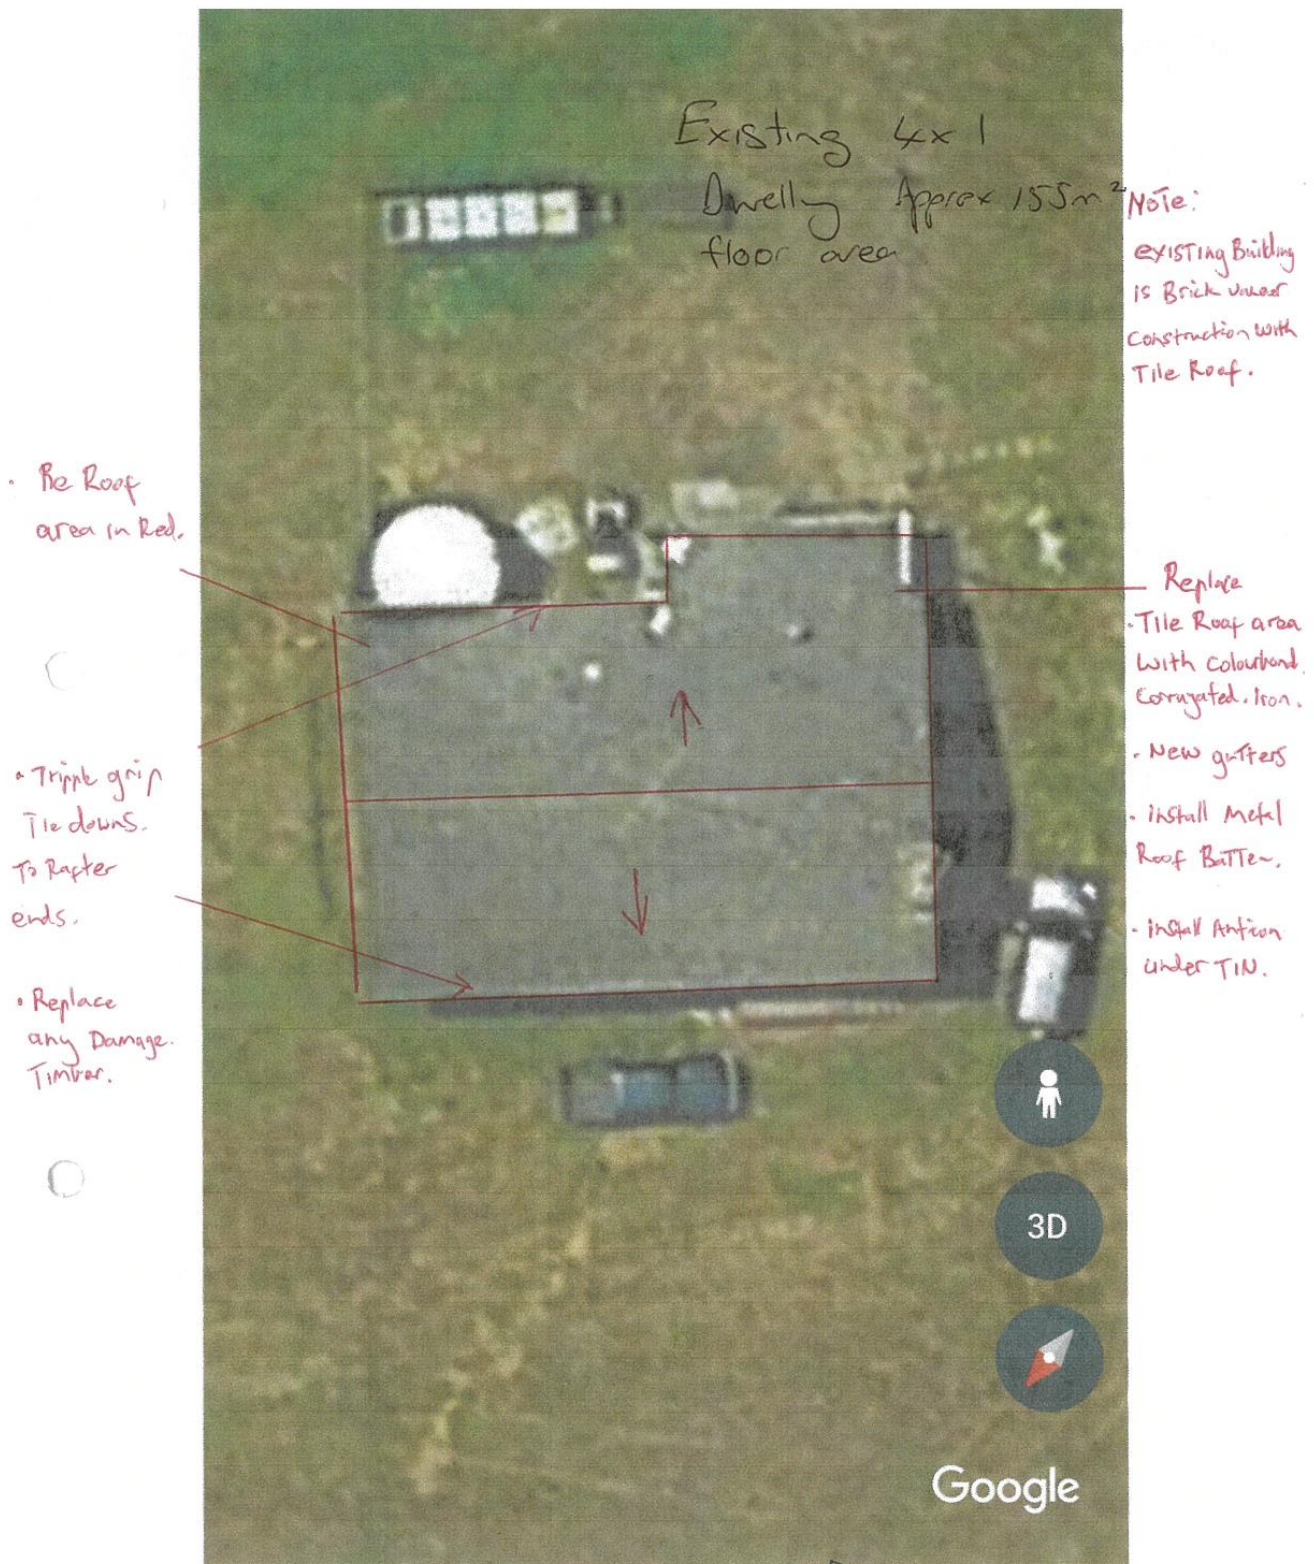 Existing 4x1
Dwelly Approx 155m²
floor area
Note:
existing Building
is Brick vaneer
construction with
Tile Roof.
• Re Roof
area in Red.
Replace
• Tile Roof area
with Colourbond
Corrugated Iron.
• New gutters
• install Metal
Roof Batten.
• install Anticon
under TIN.
• Tripple grip
Tie downs.
To Rafter
ends.
• Replace
any Damage.
Timber.
3D
Google